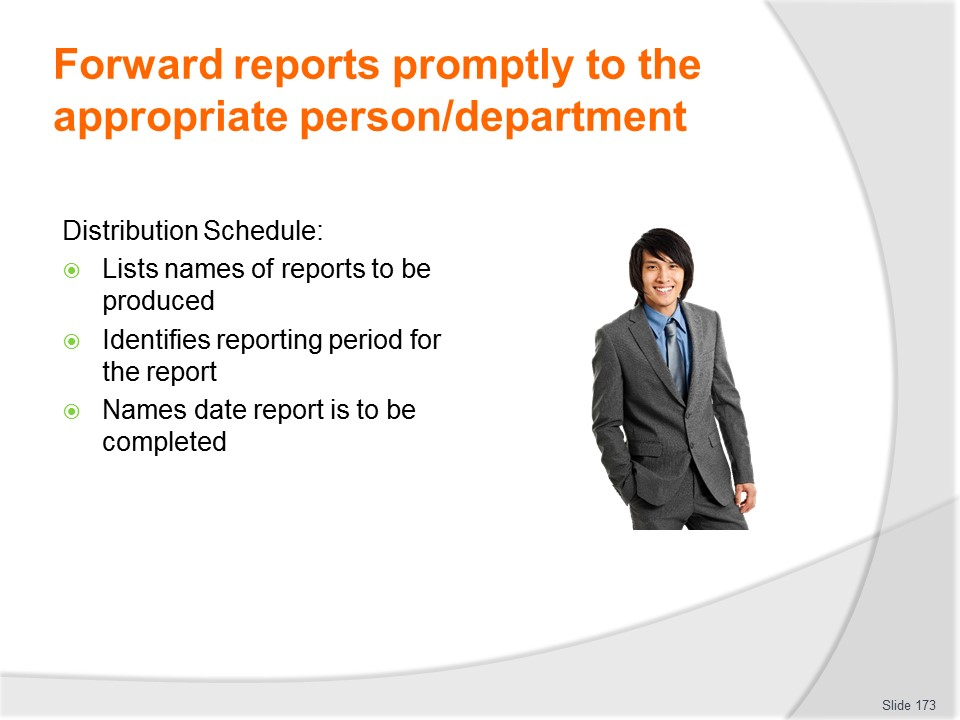 Forward reports promptly to the
appropriate person/department
Distribution Schedule:
Lists names of reports to be
produced
Identifies reporting period for
the report
Names date report is to be
completed
Slide 173